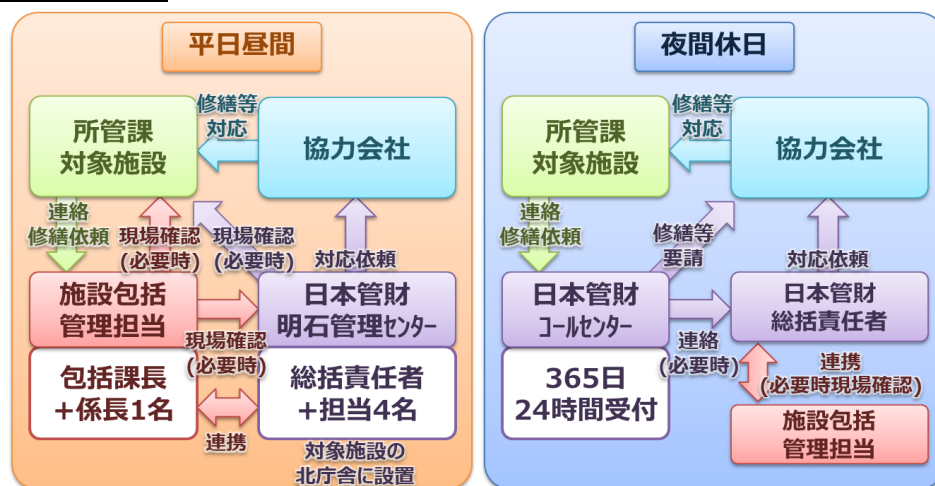 平日昼間
所管課
対象施設
修繕等
対応
協力会社
連絡
修繕依頼
現場確認
(必要時)
現場確認
(必要時)
対応依頼
施設包括
管理担当
現場確認
(必要時)
日本管財
明石管理センター
包括課長
+係長1名
連携
総括責任者
+担当4名
対象施設の
北庁舎に設置
夜間休日
所管課
対象施設
修繕等
対応
協力会社
連絡
修繕依頼
修繕等
要請
対応依頼
日本管財
コールセンター
連絡
(必要時)
日本管財
総括責任者
365日
24時間受付
連携
(必要時現場確認)
施設包括
管理担当